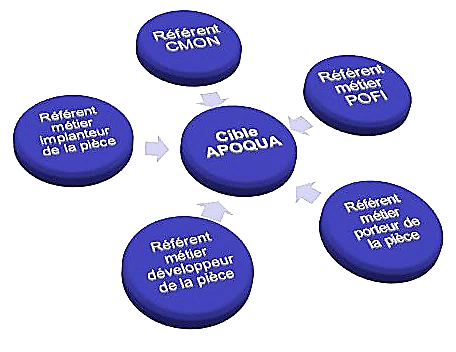 Référent
CMON
Référent
métier
POFI
Référent
métier
Implanteur
de la pièce
Cible
APOQUA
Référent
métier
porteur de
la pièce
Référent
métier
développeur
de la pièce